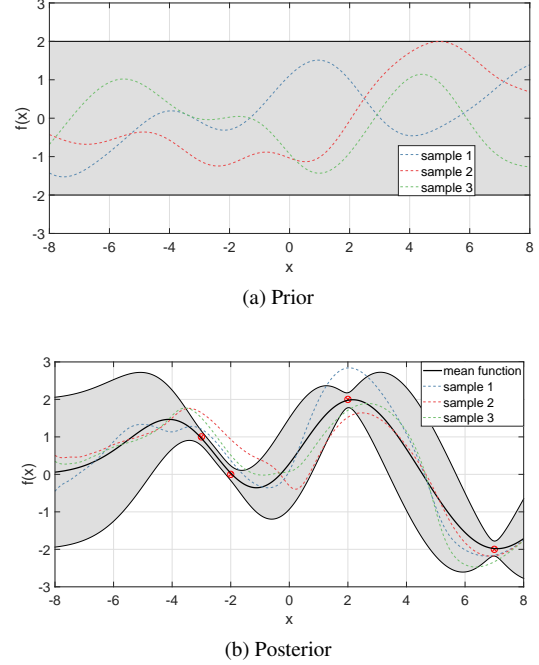 3
2
1
0
-1
-2
-3
f(x)
sample 1
sample 2
sample 3
-8 -6 -4 -2 0 2 4 6 8
x
(a) Prior
3
2
1
0
-1
-2
-3
f(x)
mean function
sample 1
sample 2
sample 3
-8 -6 -4 -2 0 2 4 6 8
x
(b) Posterior